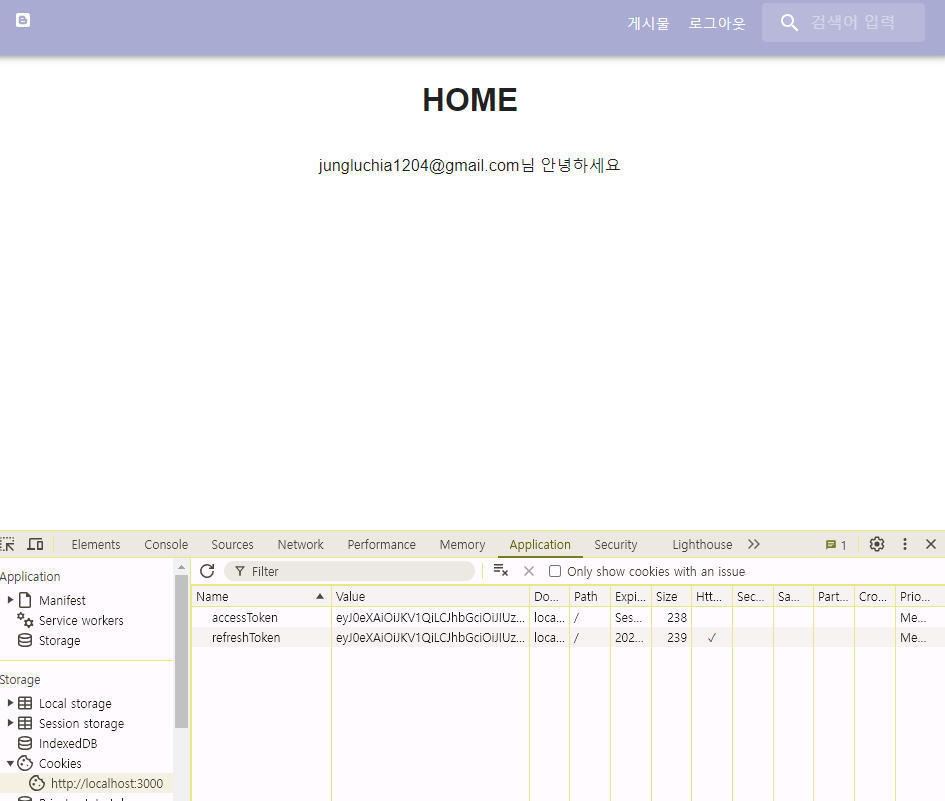 게시물 로그아웃 검색어 입력
HOME
jungluchia1204@gmail.com님 안녕하세요
Elements Console Sources Network Performance Memory Application Security Lighthouse 1
Application
Manifest
Service workers
Storage
Storage
Local storage
Session storage
IndexedDB
Cookies
http://localhost:3000
Filter Only show cookies with an issue
Name Value Do... Path Expi... Size Htt... Sec... Sa... Part... Cro... Prio...
accessToken eyJ0eXAiOiJKV1QiLCJhbGciOiJIUz... loca... / Ses... 238 Me...
refreshToken eyJ0eXAiOiJKV1QiLCJhbGciOiJIUz... loca... / 202... 239 ✓ Me...